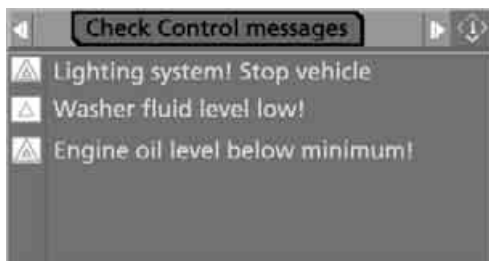 Check Control messages
Lighting system! Stop vehicle
Washer fluid level low!
Engine oil level below minimum!